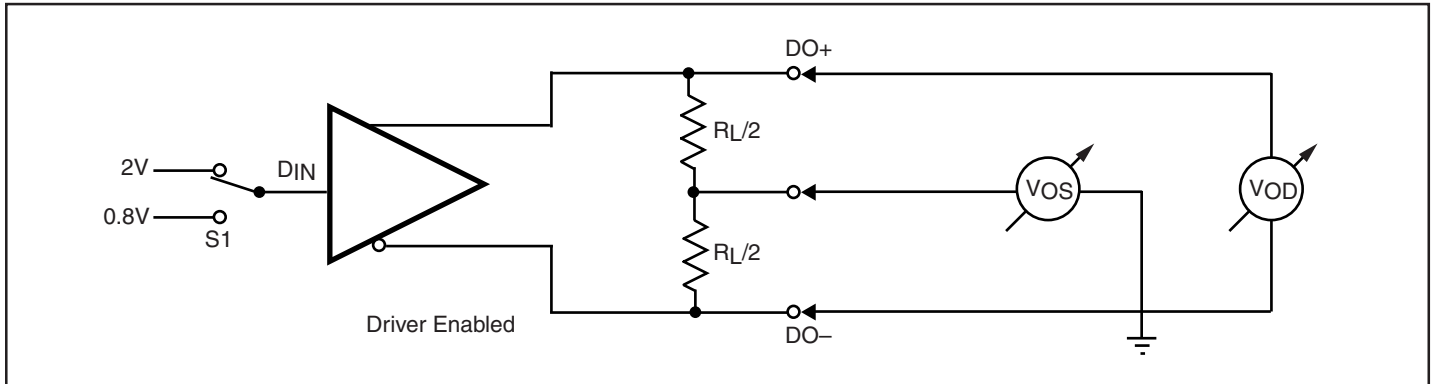 DO+
RL/2
2V
DIN
VOS
VOD
0.8V
S1
RL/2
Driver Enabled
DO–